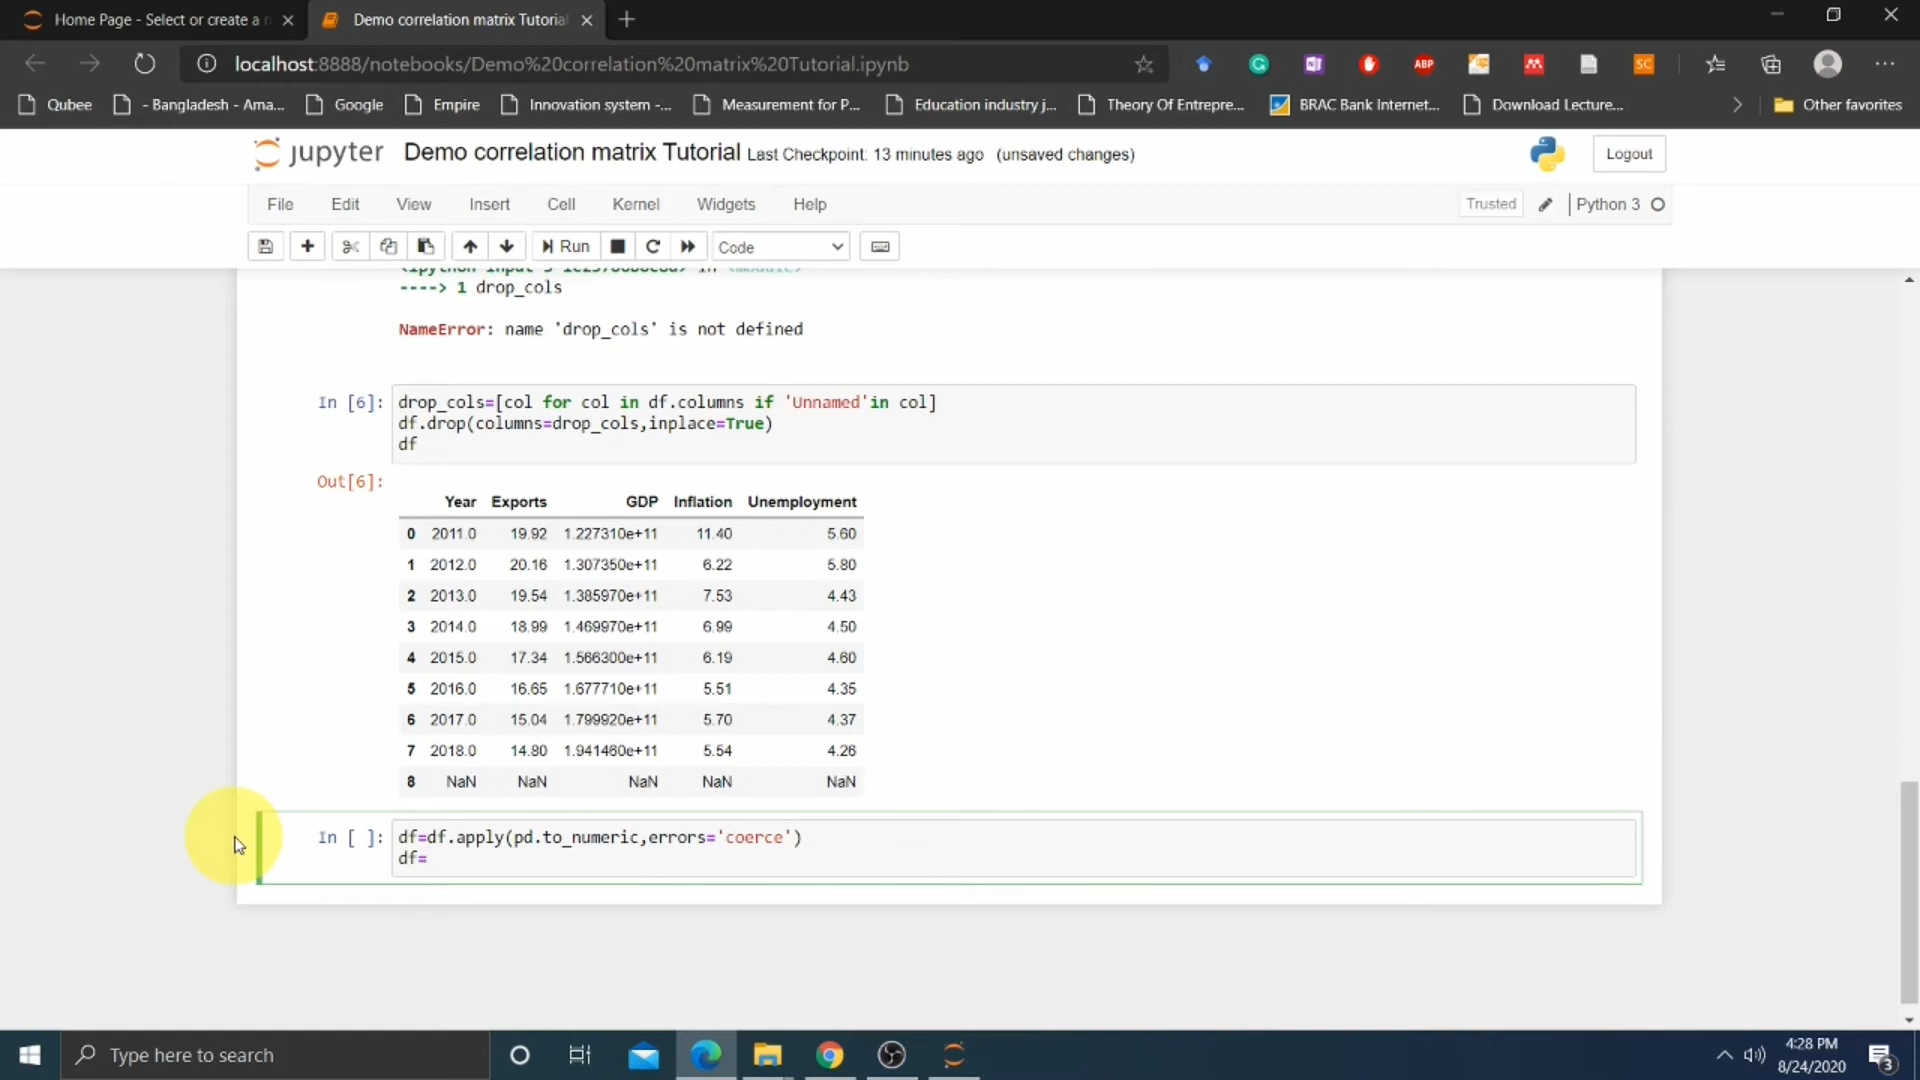 Home Page - Select or create a n
Demo correlation matrix Tutorial
localhost:8888/notebooks/Demo%20correlation%20matrix%20Tutorial.ipynb
ABP
SC
Qubee
- Bangladesh - Ama...
Google
Empire
Innovation system -...
Measurement for P...
Education industry j...
Theory Of Entrepre...
BRAC Bank Internet...
Download Lecture...
Other favorites
jupyter Demo correlation matrix Tutorial Last Checkpoint: 13 minutes ago (unsaved changes)
Logout
File Edit View Insert Cell Kernel Widgets Help
Trusted Python 3
Run Code
----> 1 drop_cols
NameError: name 'drop_cols' is not defined
In [6]: drop_cols=[col for col in df.columns if 'Unnamed'in col]
df.drop(columns=drop_cols,inplace=True)
df
Out[6]:
Year Exports GDP Inflation Unemployment
0 2011.0 19.92 1.227310e+11 11.40 5.60
1 2012.0 20.16 1.307350e+11 6.22 5.80
2 2013.0 19.54 1.385970e+11 7.53 4.43
3 2014.0 18.99 1.469970e+11 6.99 4.50
4 2015.0 17.34 1.566300e+11 6.19 4.60
5 2016.0 16.65 1.677710e+11 5.51 4.35
6 2017.0 15.04 1.799920e+11 5.70 4.37
7 2018.0 14.80 1.941460e+11 5.54 4.26
8 NaN NaN NaN NaN NaN
In [ ]: df=df.apply(pd.to_numeric,errors='coerce')
df=
Type here to search
4:28 PM
8/24/2020
3